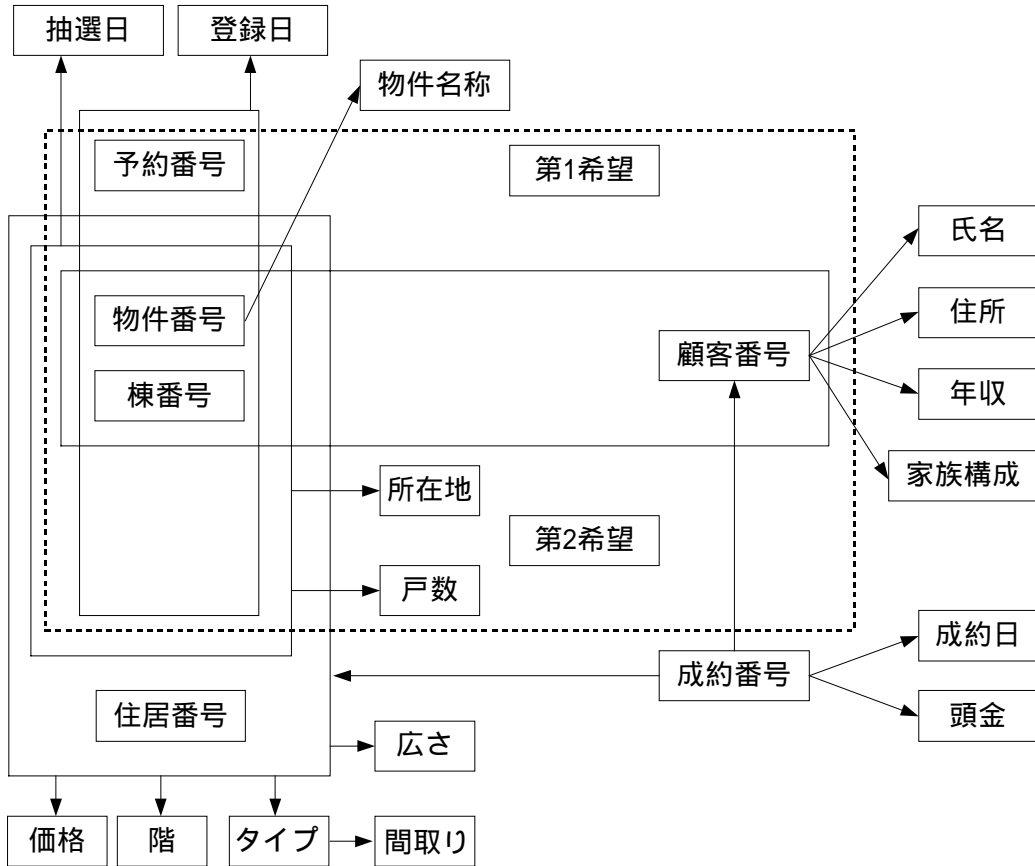 抽選日
登録日
物件名称
予約番号
第1希望
氏名
物件番号
住所
顧客番号
棟番号
年収
家族構成
所在地
第2希望
戸数
成約日
成約番号
住居番号
頭金
広さ
価格
階
タイプ
間取り